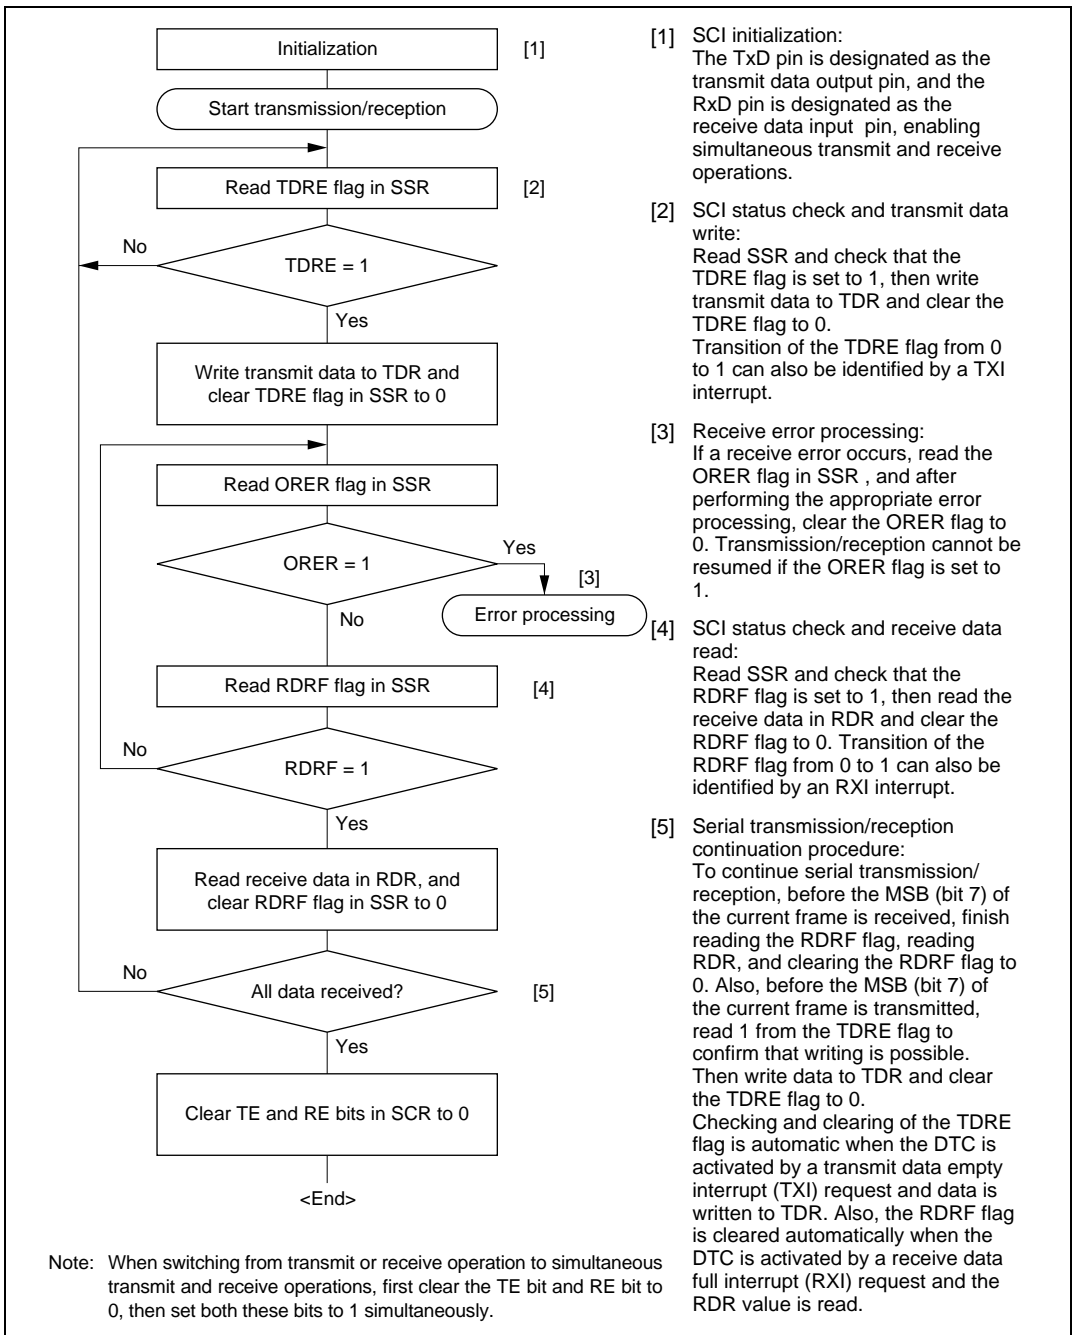 Initialization
[1]
Start transmission/reception
Read TDRE flag in SSR
[2]
No
TDRE = 1
Yes
Write transmit data to TDR and
clear TDRE flag in SSR to 0
Read ORER flag in SSR
ORER = 1
Yes
[3]
Error processing
No
Read RDRF flag in SSR
[4]
No
RDRF = 1
Yes
Read receive data in RDR, and
clear RDRF flag in SSR to 0
No
All data received?
[5]
Yes
Clear TE and RE bits in SCR to 0
<End>
[1] SCI initialization:
The TxD pin is designated as the
transmit data output pin, and the
RxD pin is designated as the
receive data input pin, enabling
simultaneous transmit and receive
operations.
[2] SCI status check and transmit data
write:
Read SSR and check that the
TDRE flag is set to 1, then write
transmit data to TDR and clear the
TDRE flag to 0.
Transition of the TDRE flag from 0
to 1 can also be identified by a TXI
interrupt.
[3] Receive error processing:
If a receive error occurs, read the
ORER flag in SSR , and after
performing the appropriate error
processing, clear the ORER flag to
0. Transmission/reception cannot be
resumed if the ORER flag is set to
1.
[4] SCI status check and receive data
read:
Read SSR and check that the
RDRF flag is set to 1, then read the
receive data in RDR and clear the
RDRF flag to 0. Transition of the
RDRF flag from 0 to 1 can also be
identified by an RXI interrupt.
[5] Serial transmission/reception
continuation procedure:
To continue serial transmission/
reception, before the MSB (bit 7) of
the current frame is received, finish
reading the RDRF flag, reading
RDR, and clearing the RDRF flag to
0. Also, before the MSB (bit 7) of
the current frame is transmitted,
read 1 from the TDRE flag to
confirm that writing is possible.
Then write data to TDR and clear
the TDRE flag to 0.
Checking and clearing of the TDRE
flag is automatic when the DTC is
activated by a transmit data empty
interrupt (TXI) request and data is
written to TDR. Also, the RDRF flag
is cleared automatically when the
DTC is activated by a receive data
full interrupt (RXI) request and the
RDR value is read.
Note: When switching from transmit or receive operation to simultaneous
transmit and receive operations, first clear the TE bit and RE bit to
0, then set both these bits to 1 simultaneously.